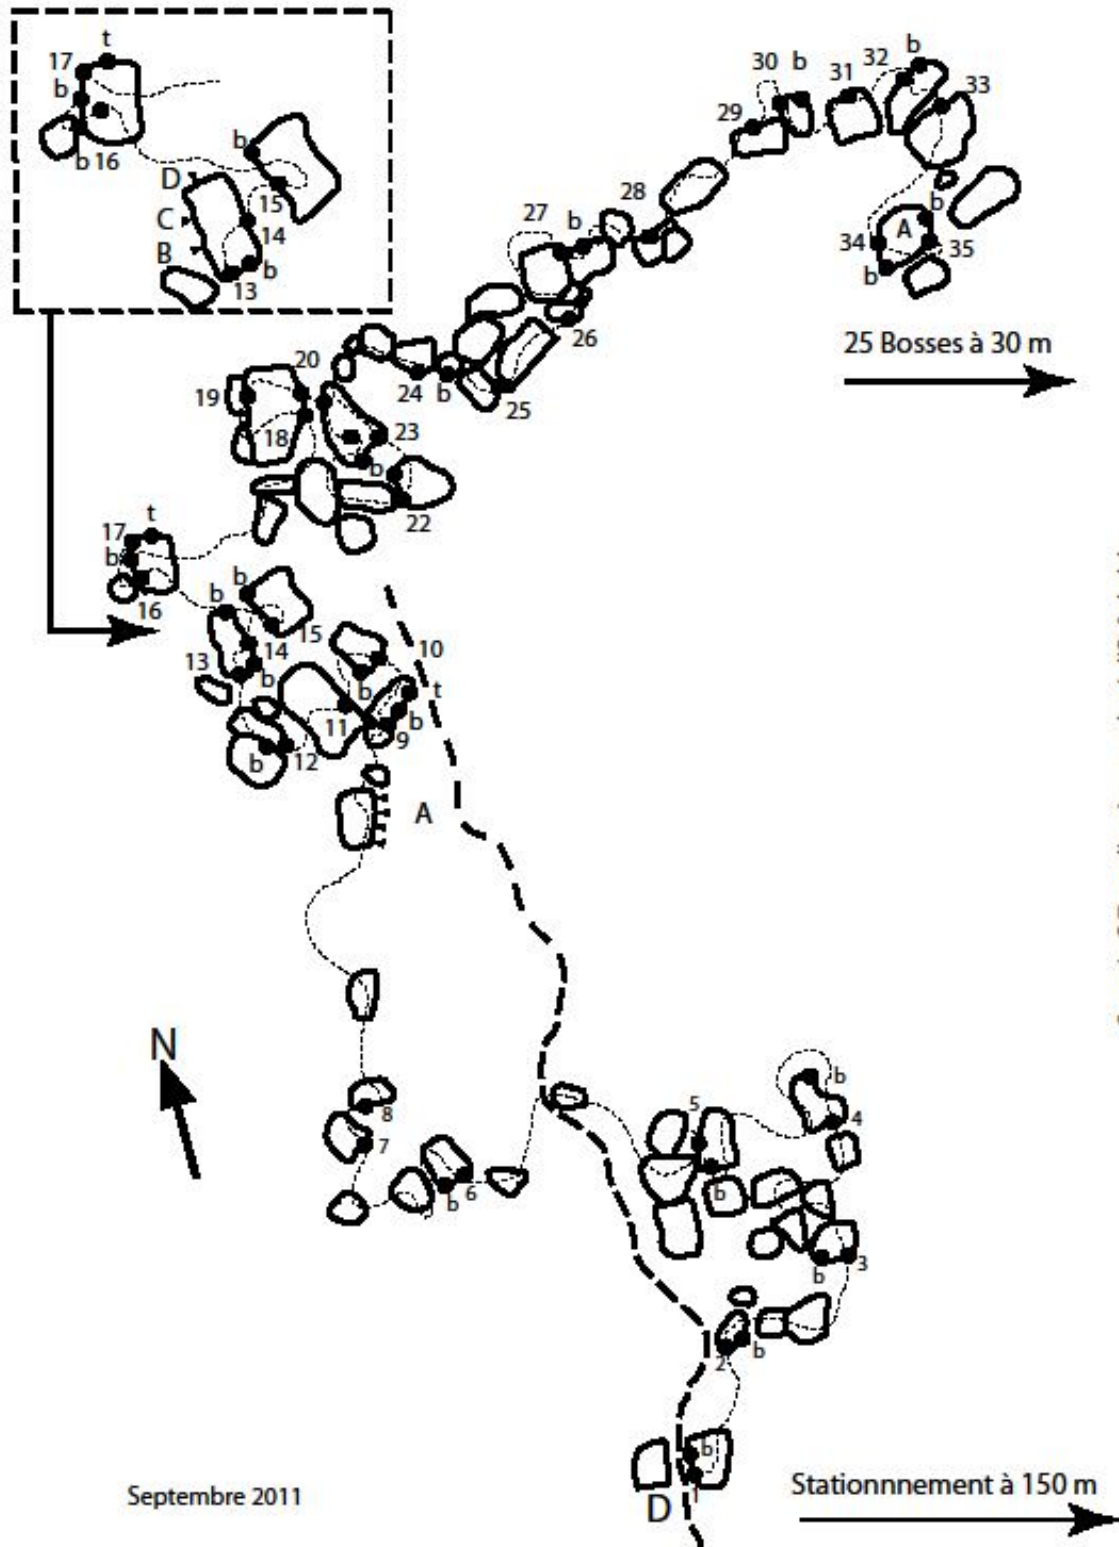 t
17
b
b 16
D
C
B
b
15
14
b
13
30 b
31
32
b
33
29
28
27
b
26
b
A
34
35
b
25 Bosses à 30 m
20
19
18
24
b
25
23
b
22
t
17
b
16
b
b
15
14
13
b
10
b
t
11
b
9
12
b
A
N
8
7
6
b
5
b
b
4
3
b
2
b
b
1
D
Septembre 2011
Stationnnement à 150 m